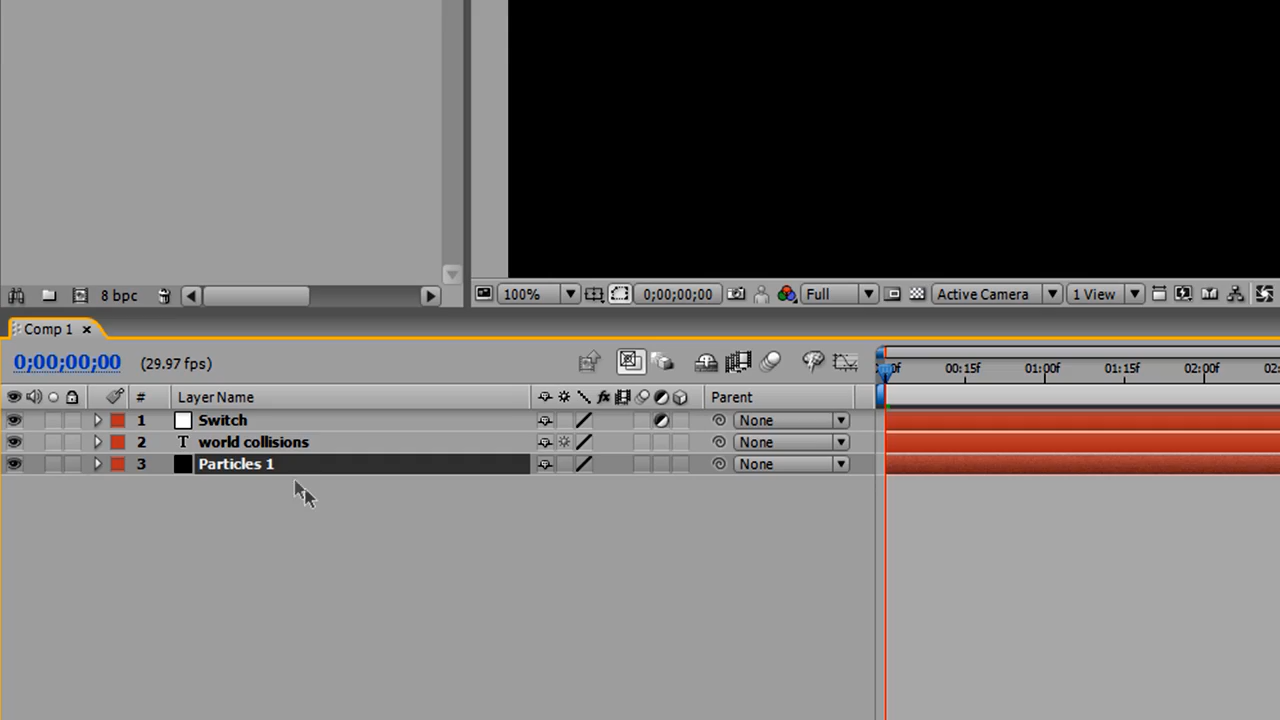 8 bpc
100%
0;00;00;00
Full
Active Camera
1 View
Comp 1
0;00;00;00
(29.97 fps)
00:15f
01:00f
01:15f
02:00f
#
Layer Name
Parent
1
Switch
None
2
T
world collisions
None
3
Particles 1
None